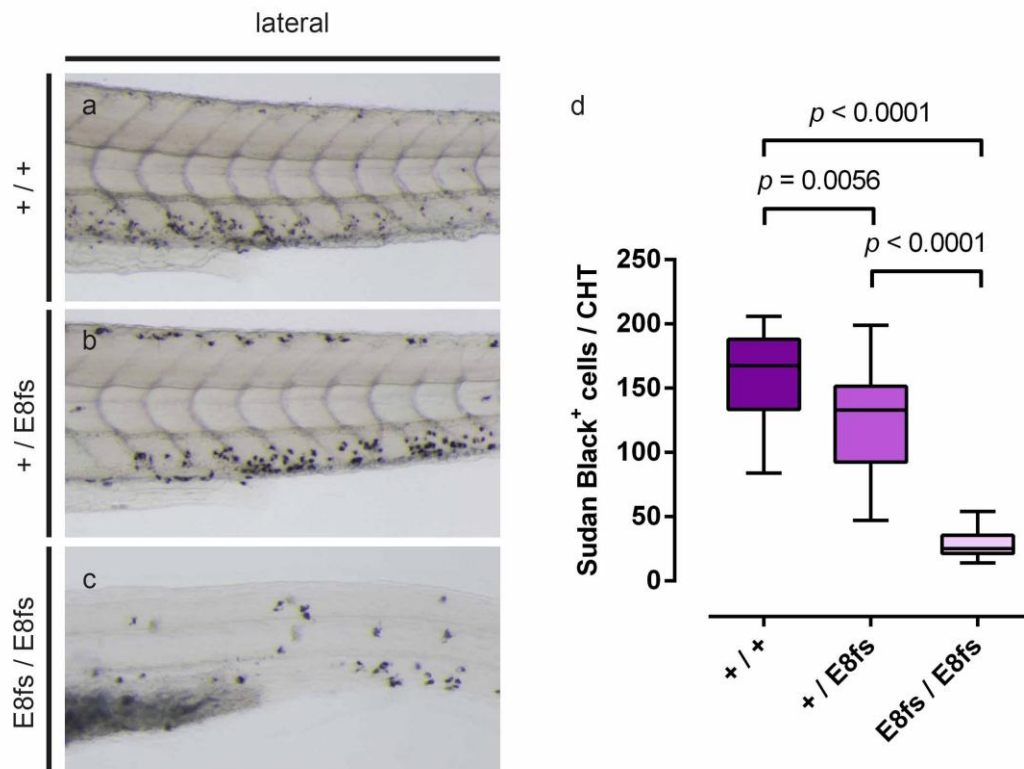 lateral
a
+ / +
b
+ / E8fs
c
E8fs / E8fs
d
p < 0.0001
p = 0.0056
p < 0.0001
Sudan Black⁺ cells / CHT
250
200
150
100
50
0
+ / +
+ / E8fs
E8fs / E8fs